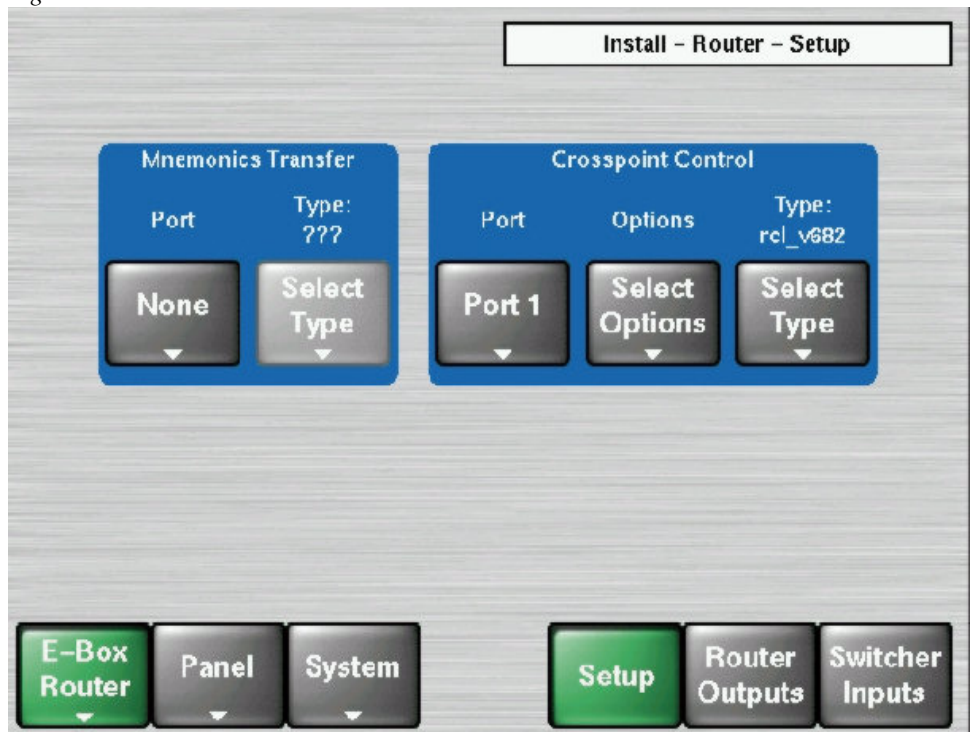 Install – Router – Setup
Mnemonics Transfer
Port
Type:
???
None
Select
Type
Crosspoint Control
Port
Options
Type:
rcl_v682
Port 1
Select
Options
Select
Type
E–Box
Router
Panel
System
Setup
Router
Outputs
Switcher
Inputs